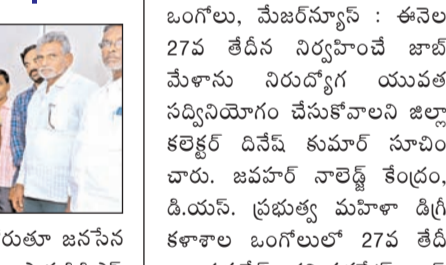 ఒంగోలు, మేజర్‌న్యూస్ : ఈనెల
27వ తేదీన నిర్వహించే జాబ్
మేళాను నిరుద్యోగ యువత
సద్వినియోగం చేసుకోవాలని జిల్లా
కలెక్టర్ దినేష్ కుమార్ సూచిం
చారు. జవహర్ నాలెడ్జ్ కేంద్రం,
డి.యస్. ప్రభుత్వ మహిళా డిగ్రీ
కళాశాల ఒంగోలులో 27వ తేదీ
జనసేన